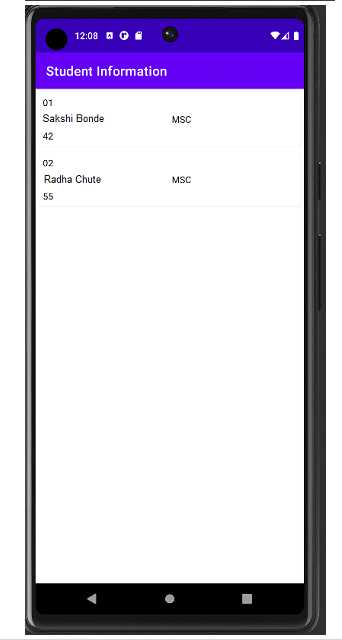 12:08
Student Information
01
Sakshi Bonde MSC
42
02
Radha Chute MSC
55